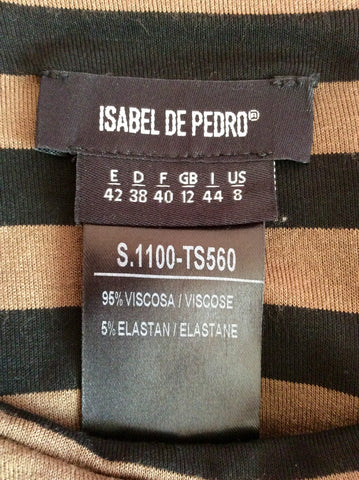 ISABEL DE PEDRO®
E D F GB I US
42 38 40 12 44 8
S.1100-TS560
95% VISCOSA / VISCOSE
5% ELASTAN / ELASTANE